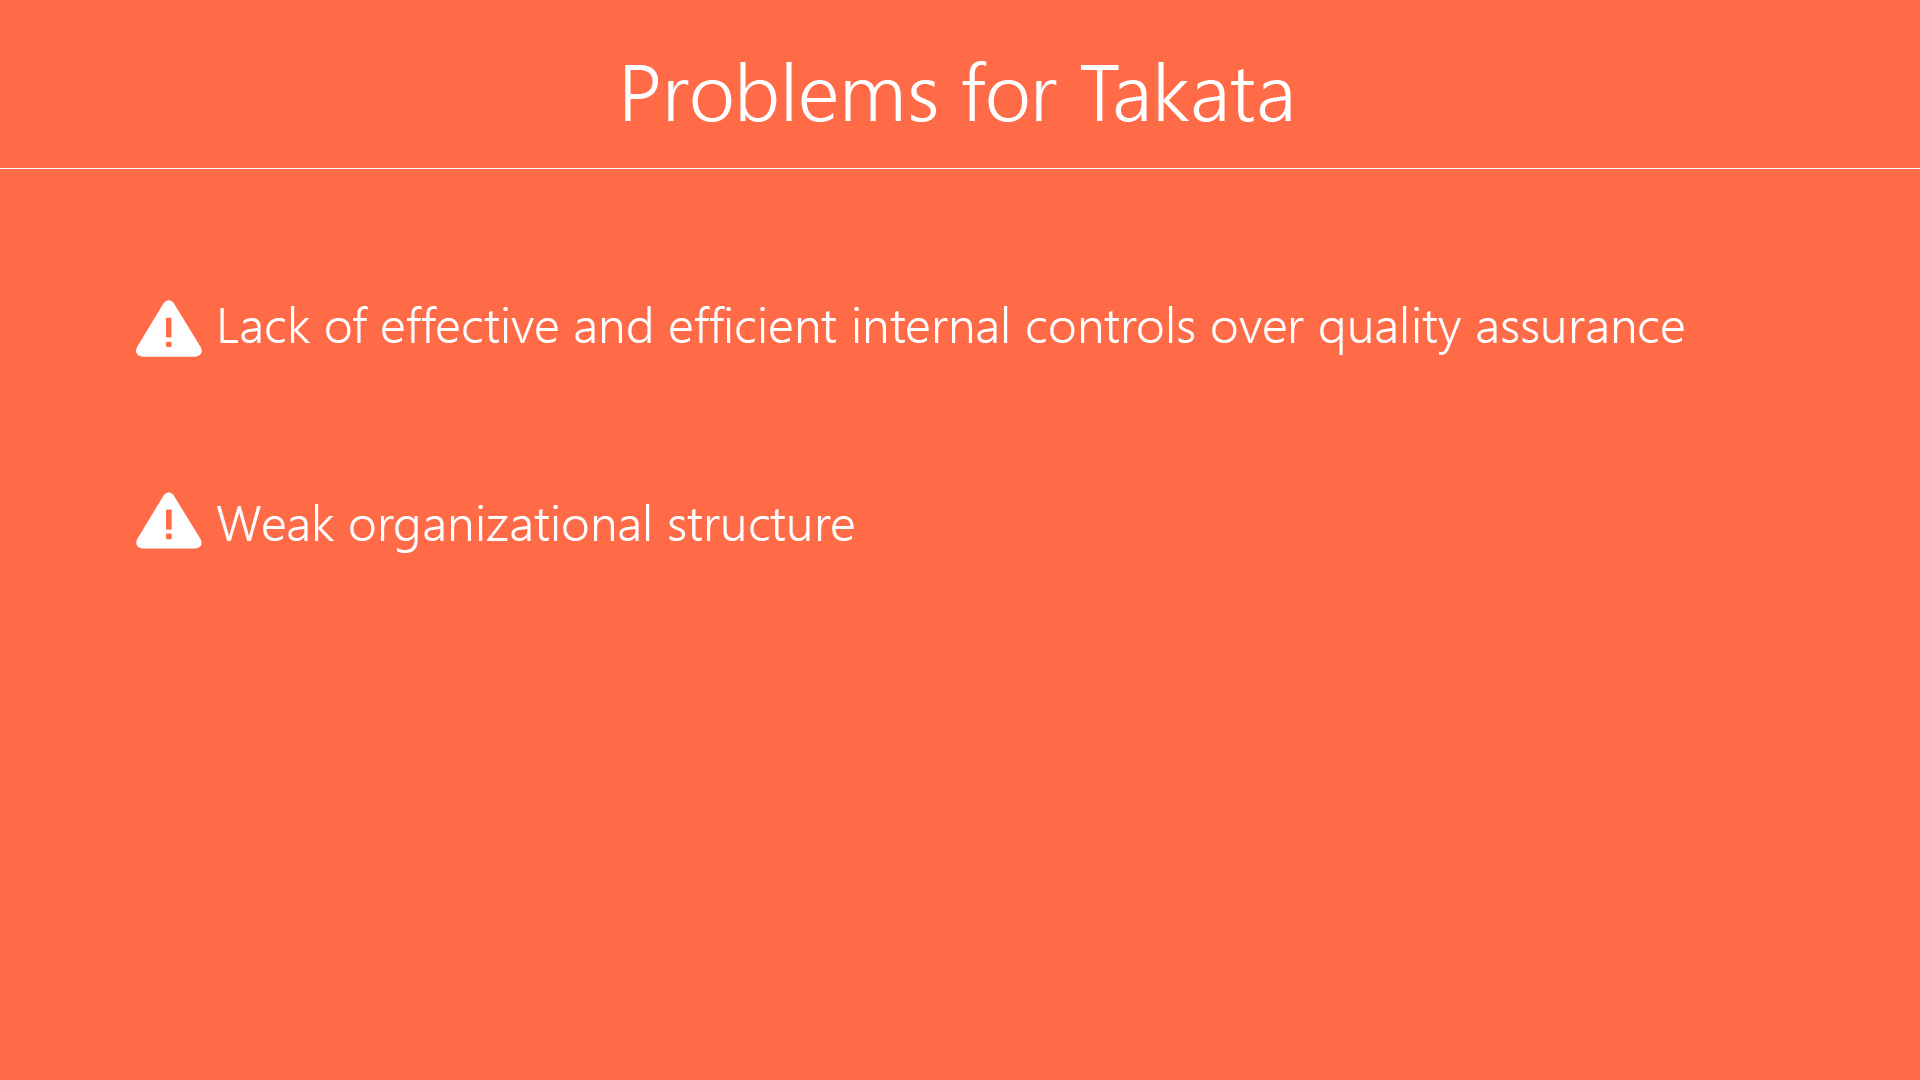 Problems for Takata
Lack of effective and efficient internal controls over quality assurance
Weak organizational structure